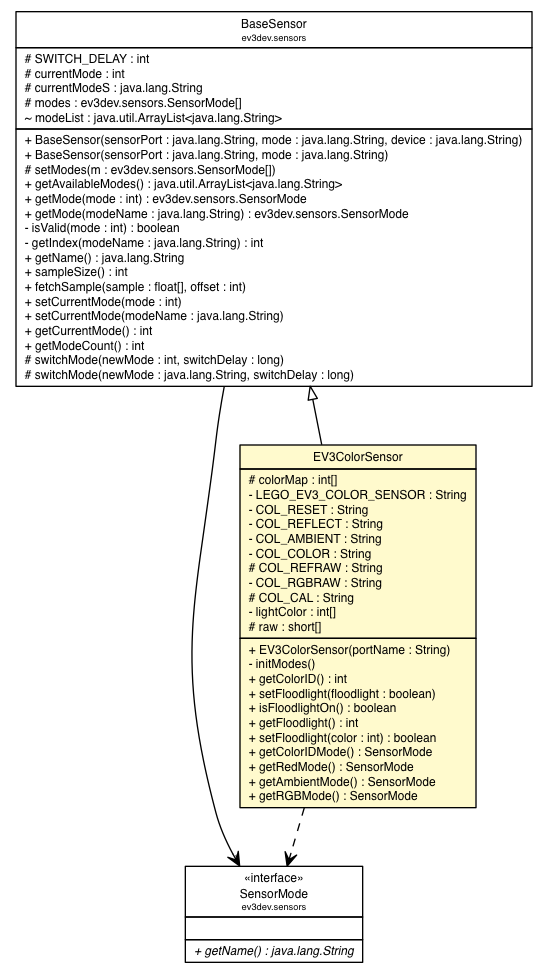 BaseSensor
ev3dev.sensors
# SWITCH_DELAY : int
# currentMode : int
# currentModeS : java.lang.String
# modes : ev3dev.sensors.SensorMode[]
~ modeList : java.util.ArrayList<java.lang.String>
+ BaseSensor(sensorPort : java.lang.String, mode : java.lang.String, device : java.lang.String)
+ BaseSensor(sensorPort : java.lang.String, mode : java.lang.String)
# setModes(m : ev3dev.sensors.SensorMode[])
+ getAvailableModes() : java.util.ArrayList<java.lang.String>
+ getMode(mode : int) : ev3dev.sensors.SensorMode
+ getMode(modeName : java.lang.String) : ev3dev.sensors.SensorMode
- isValid(mode : int) : boolean
- getIndex(modeName : java.lang.String) : int
+ getName() : java.lang.String
+ sampleSize() : int
+ fetchSample(sample : float[], offset : int)
+ setCurrentMode(mode : int)
+ setCurrentMode(modeName : java.lang.String)
+ getCurrentMode() : int
+ getModeCount() : int
# switchMode(newMode : int, switchDelay : long)
# switchMode(newMode : java.lang.String, switchDelay : long)
EV3ColorSensor
# colorMap : int[]
- LEGO_EV3_COLOR_SENSOR : String
- COL_RESET : String
- COL_REFLECT : String
- COL_AMBIENT : String
- COL_COLOR : String
# COL_REFRAW : String
- COL_RGBRAW : String
# COL_CAL : String
- lightColor : int[]
# raw : short[]
+ EV3ColorSensor(portName : String)
- initModes()
+ getColorID() : int
+ setFloodlight(floodlight : boolean)
+ isFloodlightOn() : boolean
+ getFloodlight() : int
+ setFloodlight(color : int) : boolean
+ getColorIDMode() : SensorMode
+ getRedMode() : SensorMode
+ getAmbientMode() : SensorMode
+ getRGBMode() : SensorMode
«interface»
SensorMode
ev3dev.sensors
+ getName() : java.lang.String